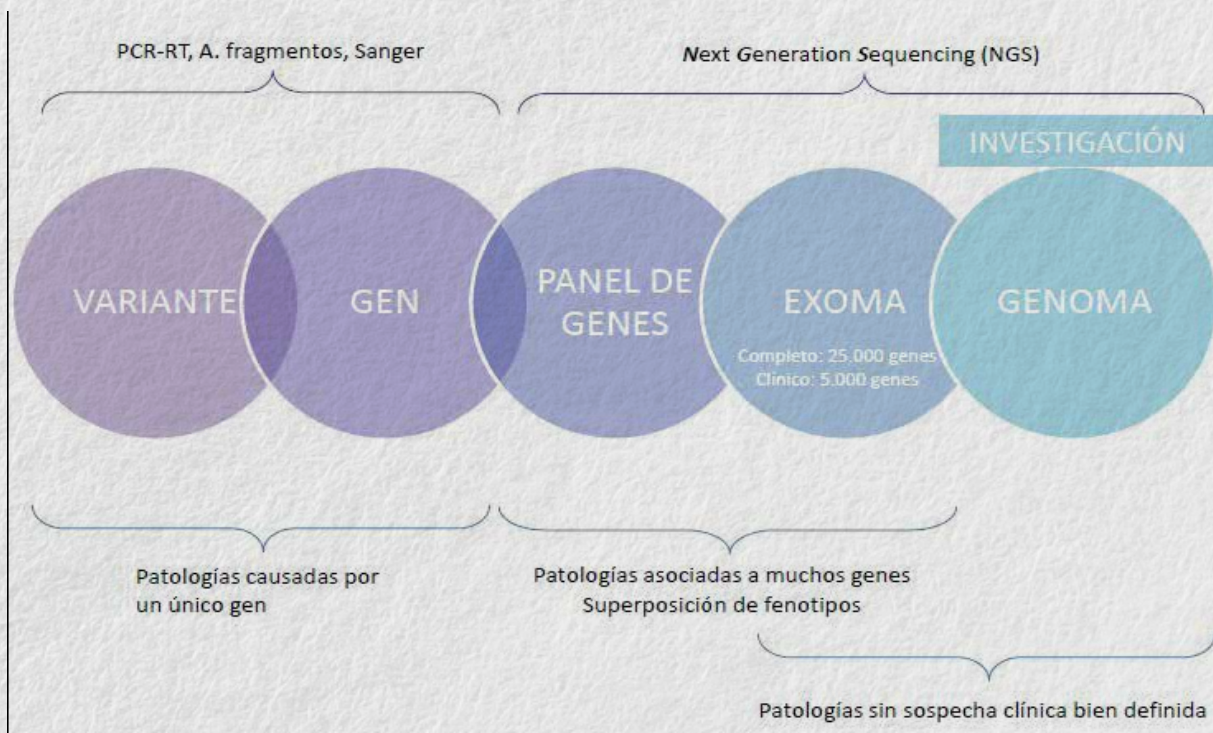 PCR-RT, A. fragmentos, Sanger
Next Generation Sequencing (NGS)
INVESTIGACIÓN
VARIANTE
GEN
PANEL DE
GENES
EXOMA
Completo: 25.000 genes
Clínico: 5.000 genes
GENOMA
Patologías causadas por
un único gen
Patologías asociadas a muchos genes
Superposición de fenotipos
Patologías sin sospecha clínica bien definida